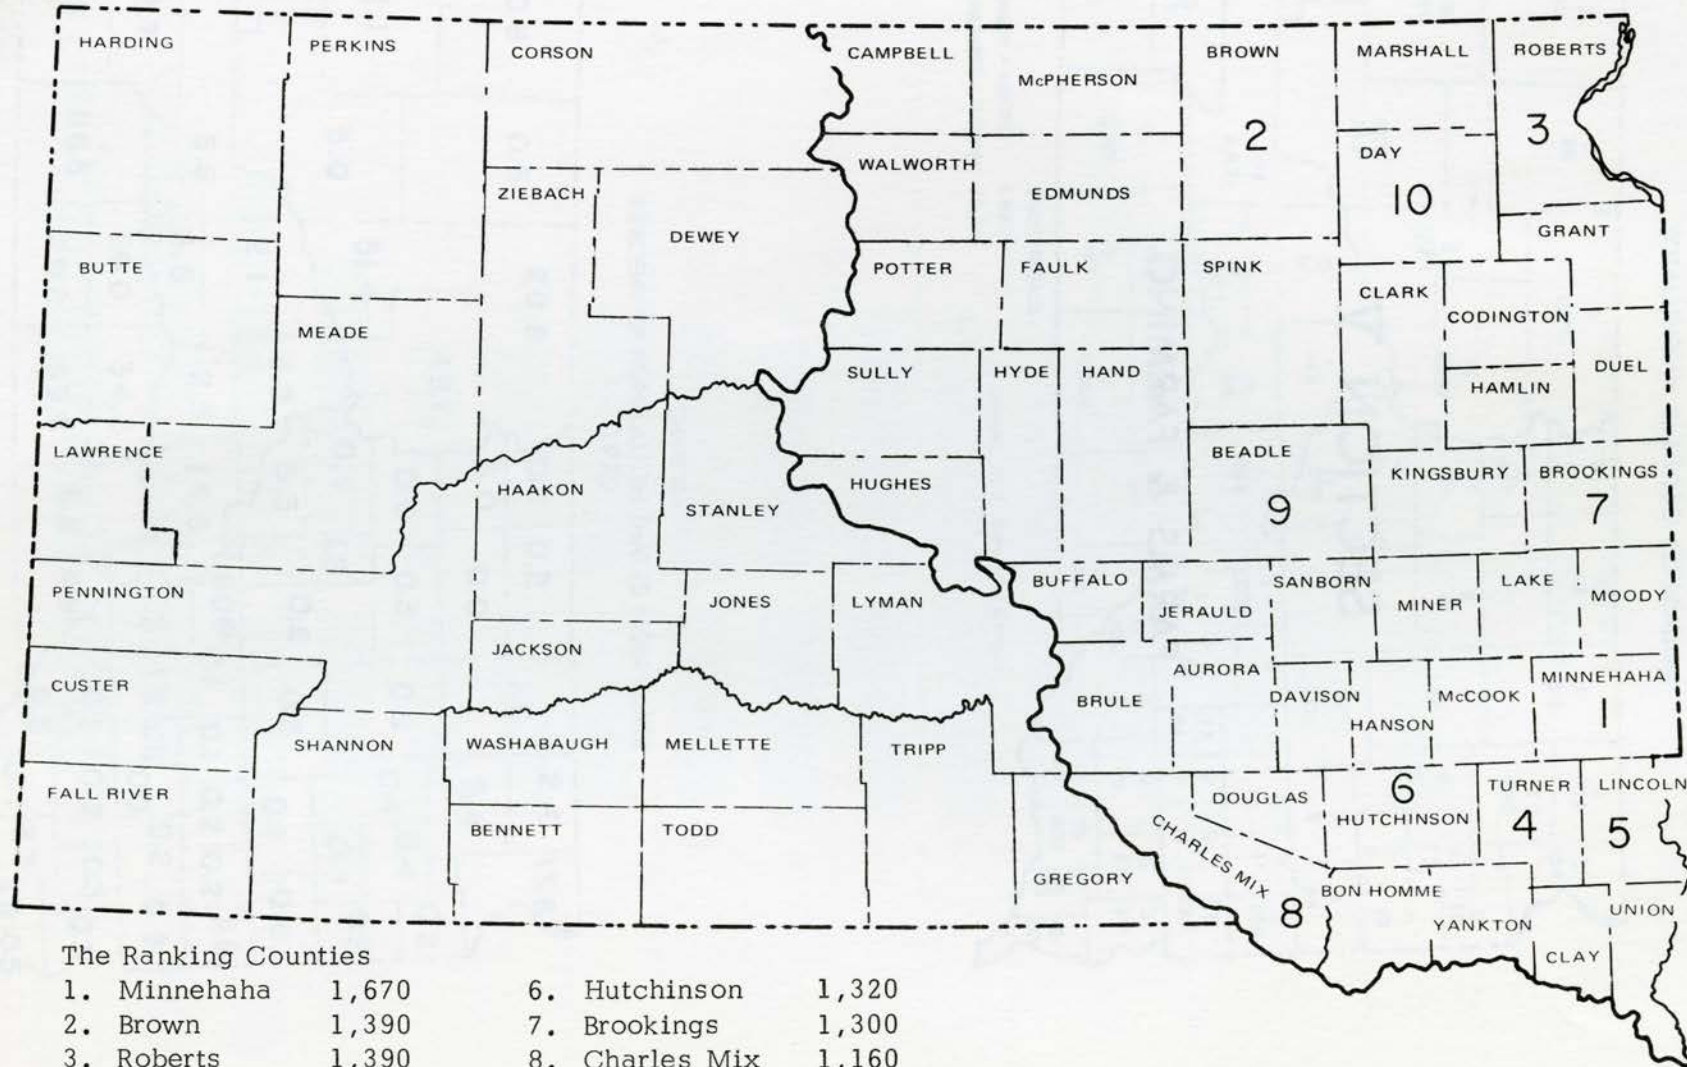 HARDING
PERKINS
CORSON
CAMPBELL
McPHERSON
BROWN
MARSHALL
ROBERTS
2
3
DAY
10
WALWORTH
EDMUNDS
ZIEBACH
DEWEY
GRANT
BUTTE
POTTER
FAULK
SPINK
CLARK
CODINGTON
MEADE
SULLY
HYDE
HAND
HAMLIN
DUEL
LAWRENCE
HAAKON
STANLEY
HUGHES
BEADLE
9
KINGSBURY
BROOKINGS
7
PENNINGTON
JACKSON
JONES
LYMAN
BUFFALO
JERAULD
SANBORN
MINER
LAKE
MOODY
CUSTER
BRULE
AURORA
DAVISON
HANSON
McCOOK
MINNEHAHA
1
SHANNON
WASHABAUGH
MELLETTE
TRIPP
FALL RIVER
BENNETT
TODD
GREGORY
CHARLES MIX
8
DOUGLAS
6
HUTCHINSON
TURNER
4
LINCOLN
5
BON HOMME
YANKTON
CLAY
UNION
The Ranking Counties
1. Minnehaha 1,670 6. Hutchinson 1,320
2. Brown 1,390 7. Brookings 1,300
3. Roberts 1,390 8. Charles Mix 1,160